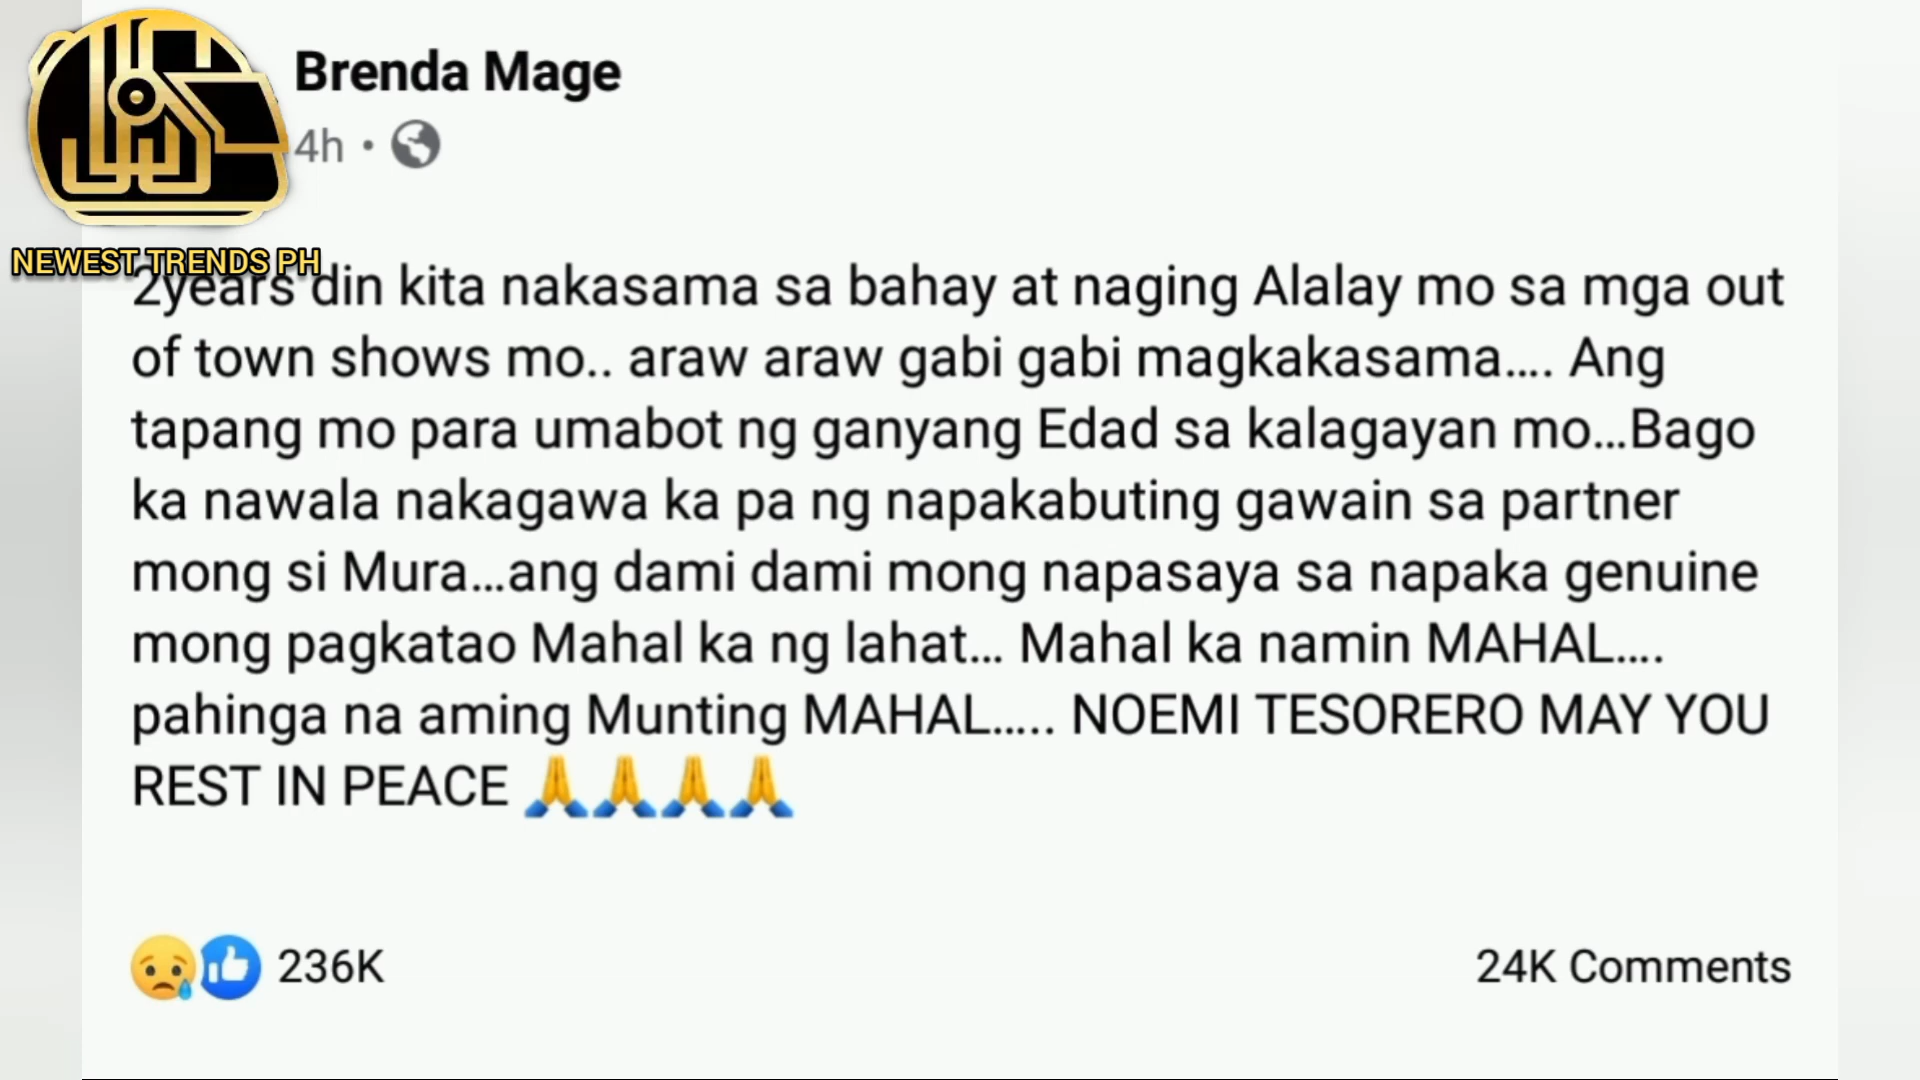 Brenda Mage
4h •
NEWEST TRENDS PH
2years din kita nakasama sa bahay at naging Alalay mo sa mga out
of town shows mo.. araw araw gabi gabi magkakasama.... Ang
tapang mo para umabot ng ganyang Edad sa kalagayan mo...Bago
ka nawala nakagawa ka pa ng napakabuting gawain sa partner
mong si Mura...ang dami dami mong napasaya sa napaka genuine
mong pagkatao Mahal ka ng lahat... Mahal ka namin MAHAL....
pahinga na aming Munting MAHAL..... NOEMI TESORERO MAY YOU
REST IN PEACE 🙏🙏🙏🙏
236K
24K Comments